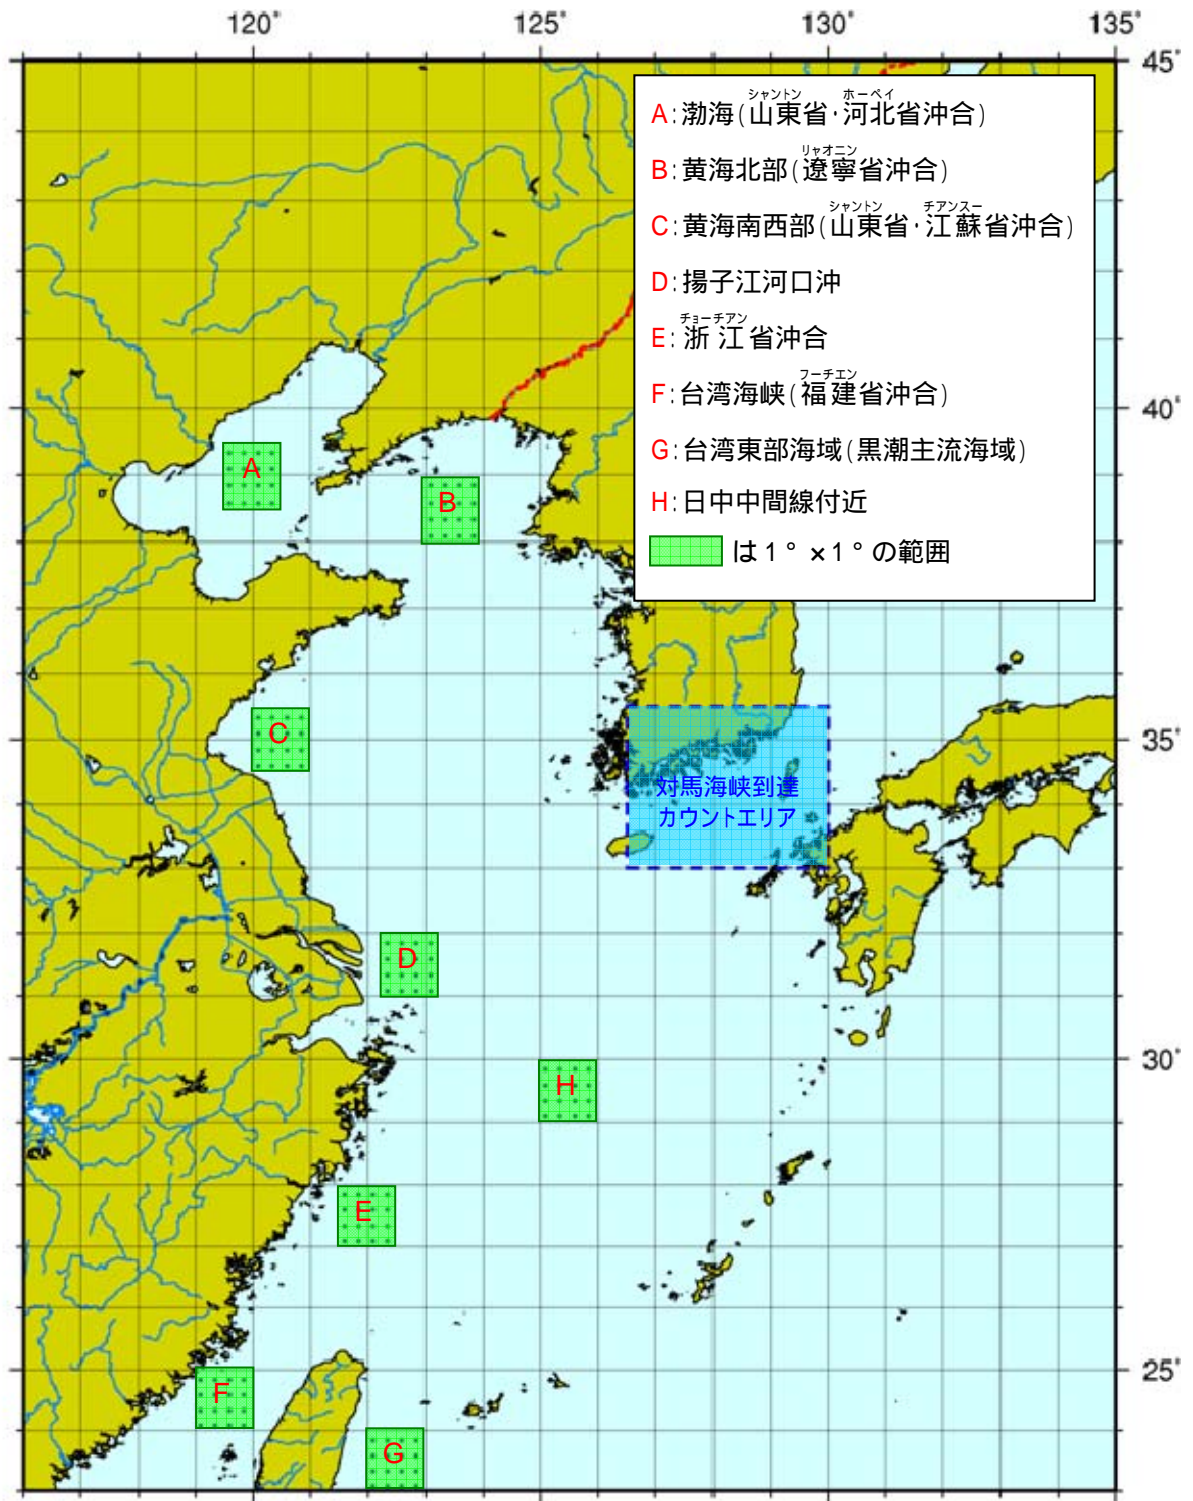 120° 125° 130° 135°
45°
シャントン ホーペイ
A:渤海(山東省・河北省沖合)
リャオニン
B:黄海北部(遼寧省沖合)
シャントン チアンスー
C:黄海南西部(山東省・江蘇省沖合)
D:揚子江河口沖
チョーチアン
E:浙江省沖合
フーチエン
F:台湾海峡(福建省沖合)
G:台湾東部海域(黒潮主流海域)
H:日中中間線付近
は1°×1°の範囲
40°
A
B
C
35°
対馬海峡到達
カウントエリア
D
30°
H
E
25°
F
G